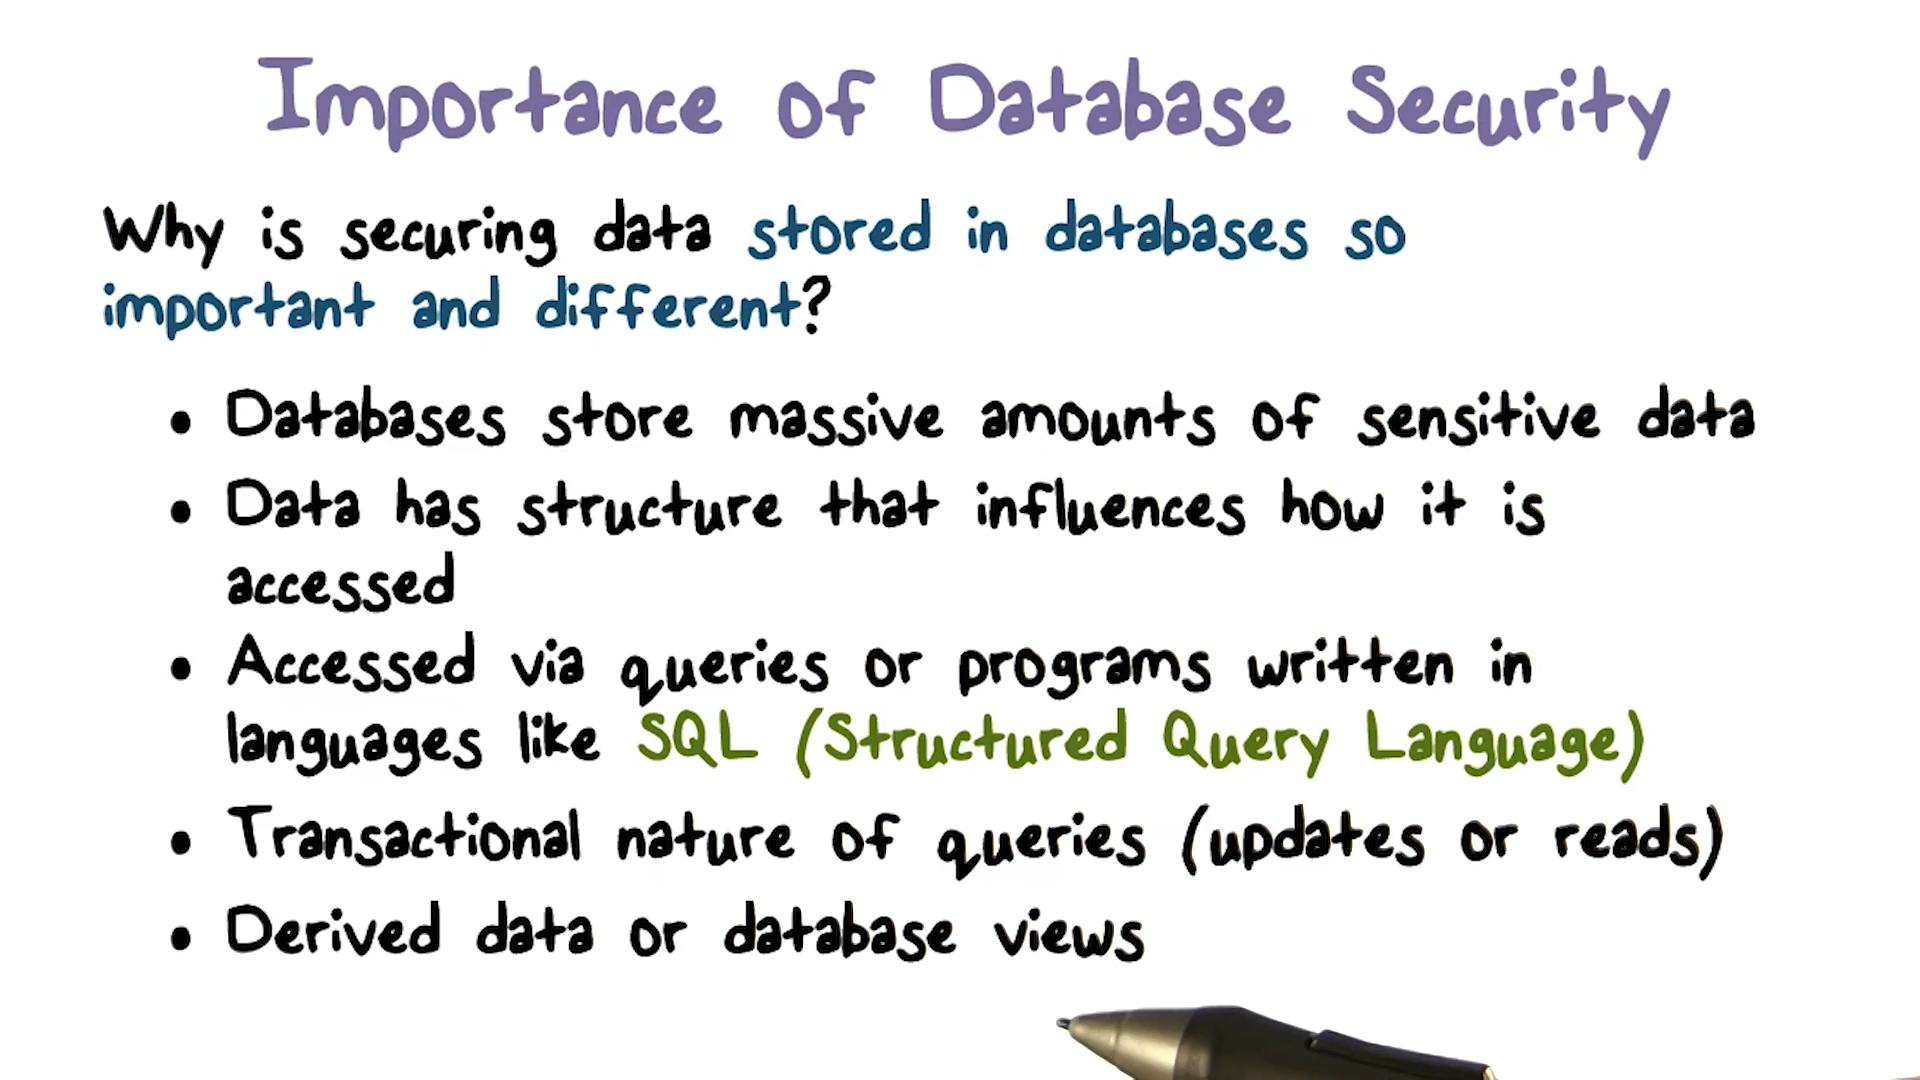 Importance of Database Security
Why is securing data stored in databases so
important and different?
• Databases store massive amounts of sensitive data
• Data has structure that influences how it is
accessed
• Accessed via queries or programs written in
languages like SQL (Structured Query Language)
• Transactional nature of queries (updates or reads)
• Derived data or database views